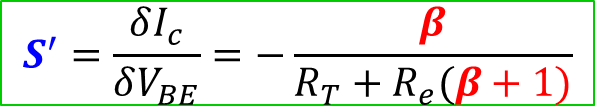 S′ = δI_c / δV_BE = − β / (R_T + R_e(β + 1))